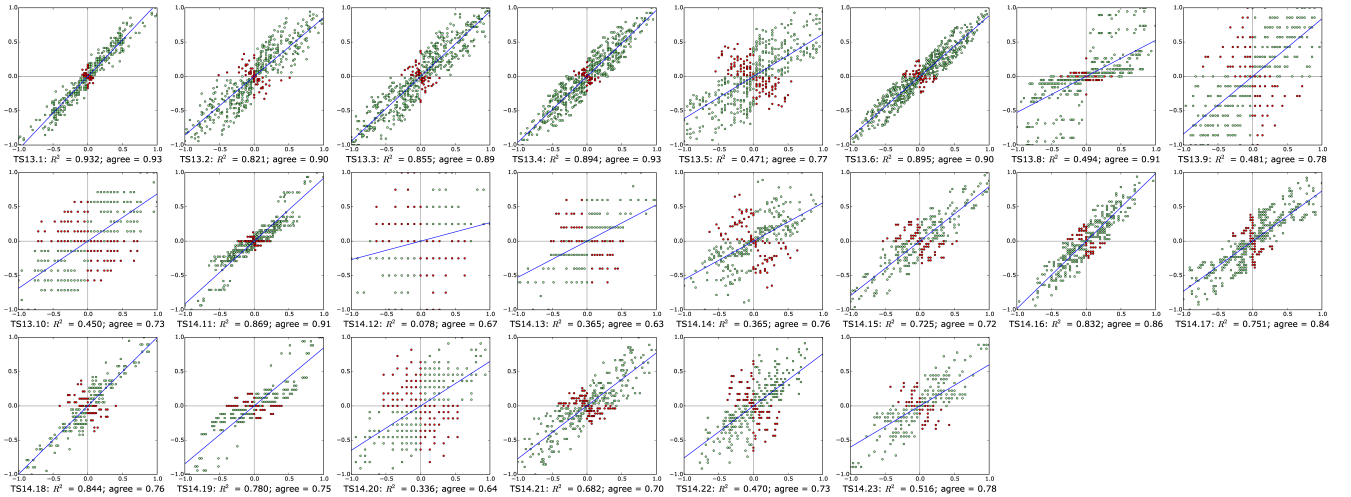 TS13.1: R² = 0.932; agree = 0.93
TS13.2: R² = 0.821; agree = 0.90
TS13.3: R² = 0.855; agree = 0.89
TS13.4: R² = 0.894; agree = 0.93
TS13.5: R² = 0.471; agree = 0.77
TS13.6: R² = 0.895; agree = 0.90
TS13.8: R² = 0.494; agree = 0.91
TS13.9: R² = 0.481; agree = 0.78
TS13.10: R² = 0.450; agree = 0.73
TS14.11: R² = 0.869; agree = 0.91
TS14.12: R² = 0.078; agree = 0.67
TS14.13: R² = 0.365; agree = 0.63
TS14.14: R² = 0.365; agree = 0.76
TS14.15: R² = 0.725; agree = 0.72
TS14.16: R² = 0.832; agree = 0.86
TS14.17: R² = 0.751; agree = 0.84
TS14.18: R² = 0.844; agree = 0.76
TS14.19: R² = 0.780; agree = 0.75
TS14.20: R² = 0.336; agree = 0.64
TS14.21: R² = 0.682; agree = 0.70
TS14.22: R² = 0.470; agree = 0.73
TS14.23: R² = 0.516; agree = 0.78